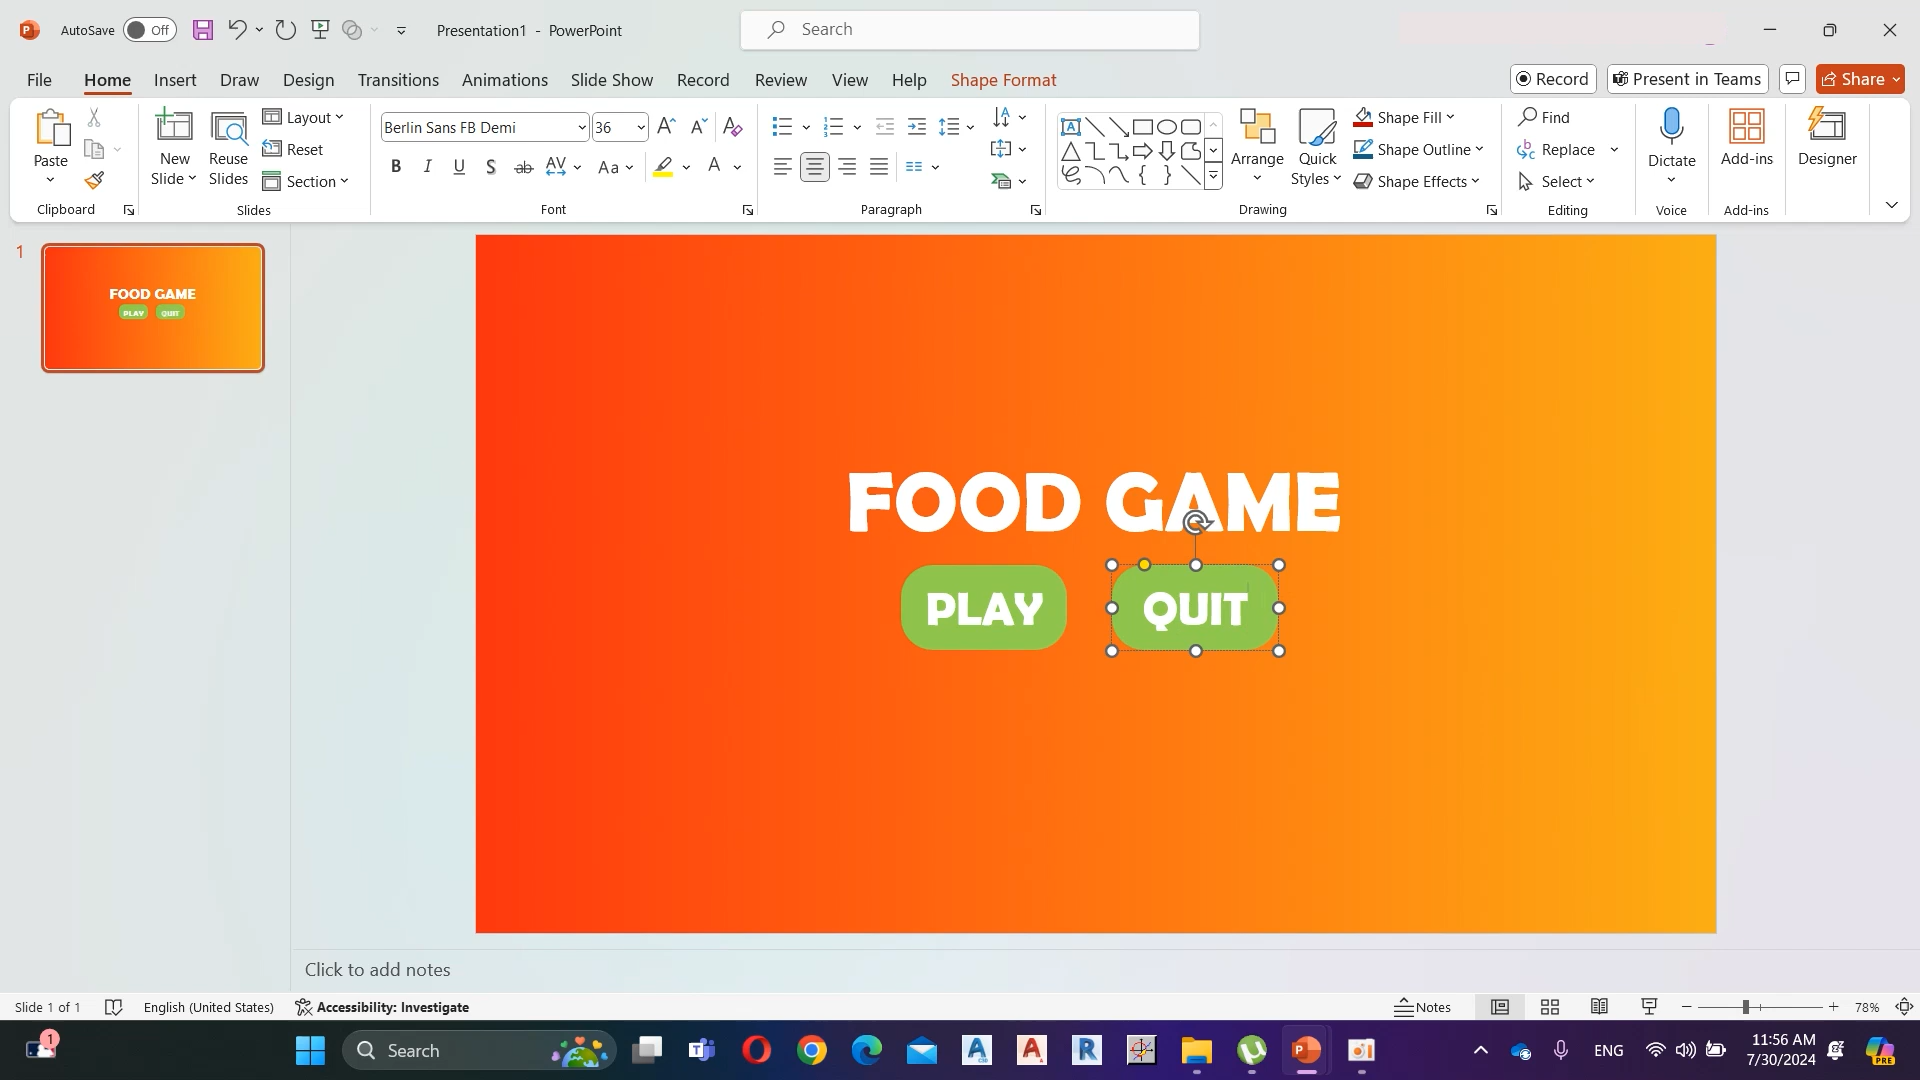 AutoSave Off Presentation1 - PowerPoint Search
File Home Insert Draw Design Transitions Animations Slide Show Record Review View Help Shape Format Record Present in Teams Share
Paste New Slide Reuse Slides Layout Reset Section
Berlin Sans FB Demi 36
Arrange Quick Styles Shape Fill Shape Outline Shape Effects
Find Replace Select Dictate Add-ins Designer
Clipboard Slides Font Paragraph Drawing Editing Voice Add-ins
1
FOOD GAME
PLAY QUIT
FOOD GAME
PLAY QUIT
Click to add notes
Slide 1 of 1 English (United States) Accessibility: Investigate Notes 78%
1 Search ENG 11:56 AM
7/30/2024
PRE